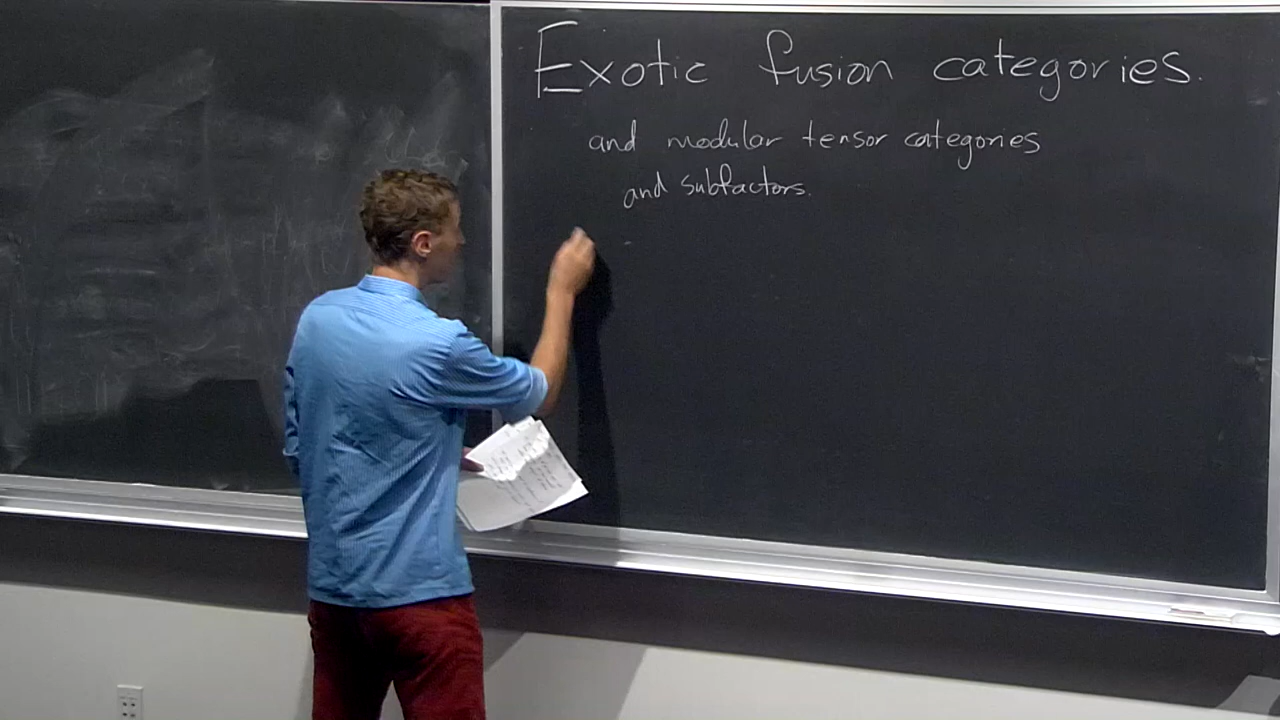 Exotic fusion categories.
and modular tensor categories
and subfactors.